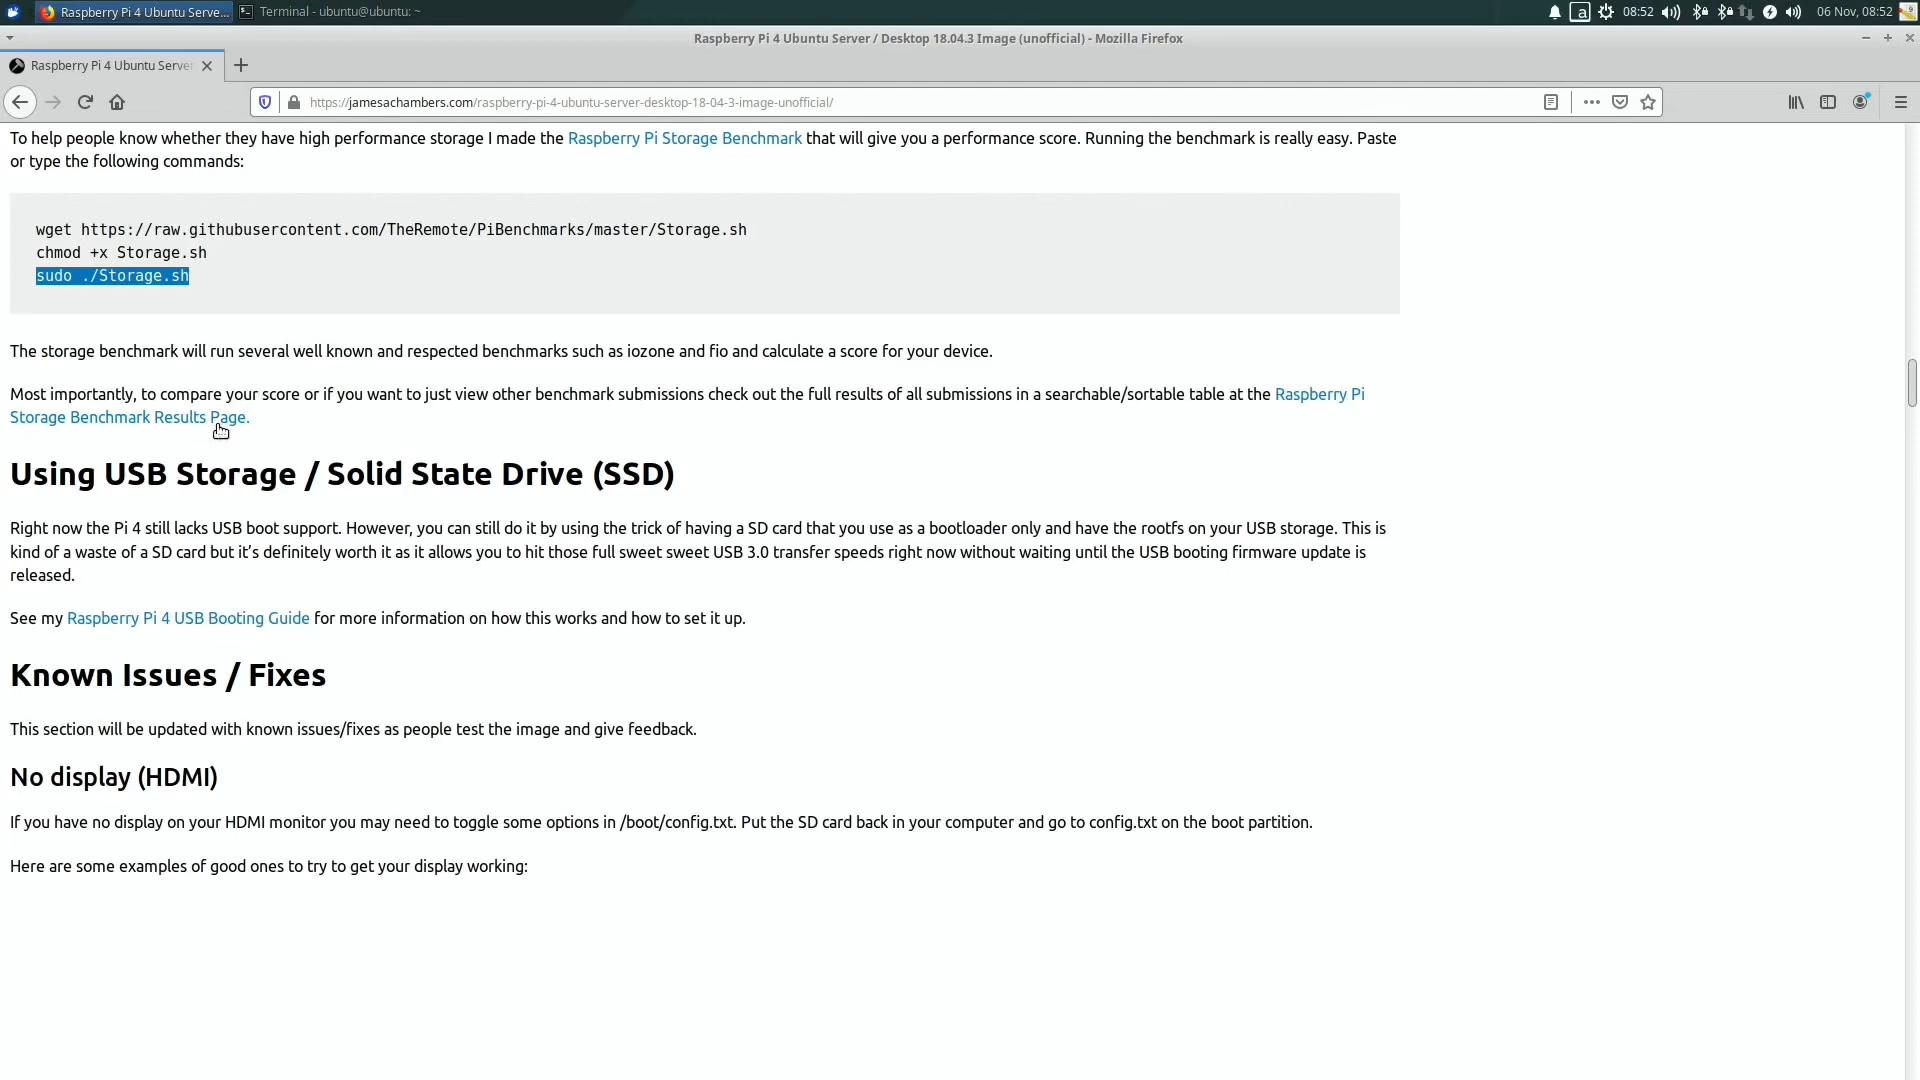 Raspberry Pi 4 Ubuntu Serve...
Terminal - ubuntu@ubuntu: ~
a
08:52
06 Nov, 08:52
Raspberry Pi 4 Ubuntu Server / Desktop 18.04.3 Image (unofficial) - Mozilla Firefox
Raspberry Pi 4 Ubuntu Server
https://jamesachambers.com/raspberry-pi-4-ubuntu-server-desktop-18-04-3-image-unofficial/
To help people know whether they have high performance storage I made the Raspberry Pi Storage Benchmark that will give you a performance score. Running the benchmark is really easy. Paste
or type the following commands:
wget https://raw.githubusercontent.com/TheRemote/PiBenchmarks/master/Storage.sh
chmod +x Storage.sh
sudo ./Storage.sh
The storage benchmark will run several well known and respected benchmarks such as iozone and fio and calculate a score for your device.
Most importantly, to compare your score or if you want to just view other benchmark submissions check out the full results of all submissions in a searchable/sortable table at the Raspberry Pi
Storage Benchmark Results Page.
Using USB Storage / Solid State Drive (SSD)
Right now the Pi 4 still lacks USB boot support. However, you can still do it by using the trick of having a SD card that you use as a bootloader only and have the rootfs on your USB storage. This is
kind of a waste of a SD card but it’s definitely worth it as it allows you to hit those full sweet sweet USB 3.0 transfer speeds right now without waiting until the USB booting firmware update is
released.
See my Raspberry Pi 4 USB Booting Guide for more information on how this works and how to set it up.
Known Issues / Fixes
This section will be updated with known issues/fixes as people test the image and give feedback.
No display (HDMI)
If you have no display on your HDMI monitor you may need to toggle some options in /boot/config.txt. Put the SD card back in your computer and go to config.txt on the boot partition.
Here are some examples of good ones to try to get your display working: